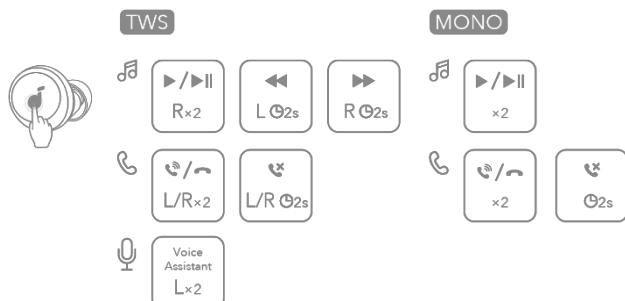 TWS
R×2
L 2s
R 2s
L/R×2
L/R 2s
Voice
Assistant
L×2
MONO
×2
×2
2s